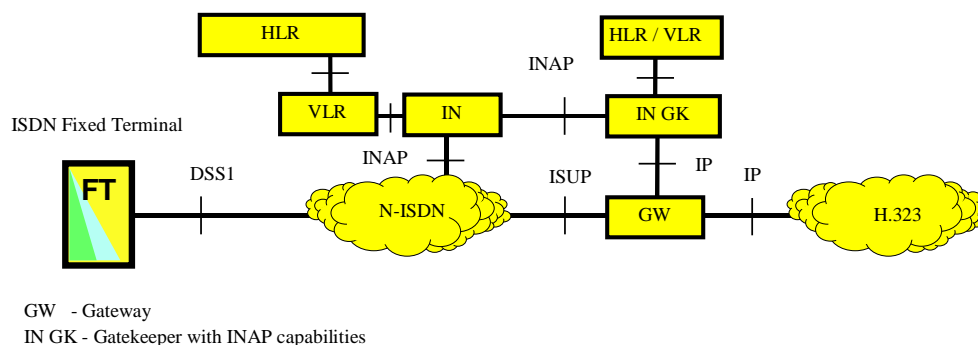 HLR
HLR / VLR
INAP
VLR
IN
IN GK
ISDN Fixed Terminal
INAP
DSS1
ISUP
IP
IP
FT
N-ISDN
GW
H.323
GW - Gateway
IN GK - Gatekeeper with INAP capabilities